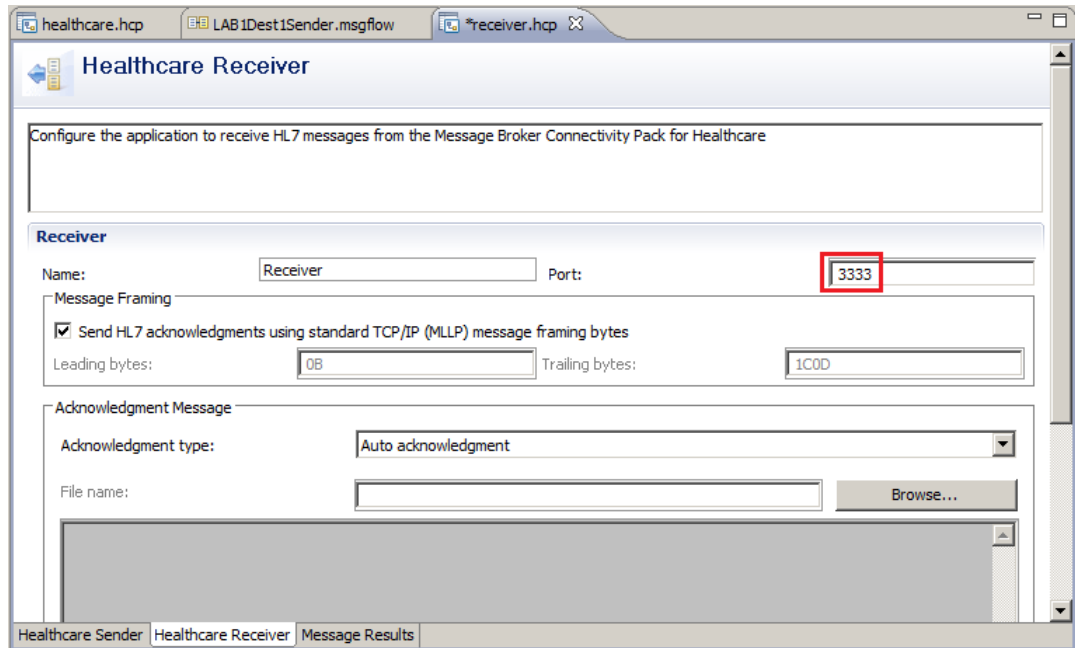 healthcare.hcp LAB1Dest1Sender.msgflow *receiver.hcp
Healthcare Receiver
Configure the application to receive HL7 messages from the Message Broker Connectivity Pack for Healthcare
Receiver
Name: Receiver Port: 3333
Message Framing
Send HL7 acknowledgments using standard TCP/IP (MLLP) message framing bytes
Leading bytes: 0B Trailing bytes: 1C0D
Acknowledgment Message
Acknowledgment type: Auto acknowledgment
File name: Browse...
Healthcare Sender Healthcare Receiver Message Results